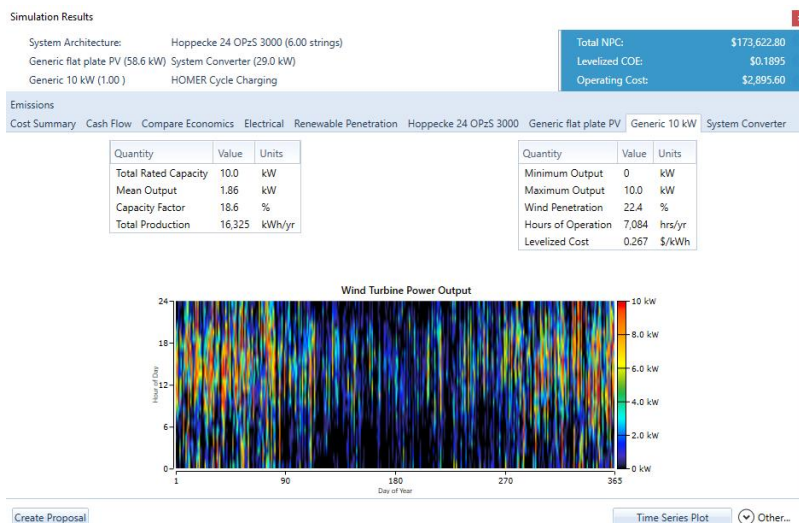 Simulation Results
System Architecture: Hoppecke 24 OPzS 3000 (6.00 strings)
Generic flat plate PV (58.6 kW) System Converter (29.0 kW)
Generic 10 kW (1.00 ) HOMER Cycle Charging
Total NPC: $173,622.80
Levelized COE: $0.1895
Operating Cost: $2,895.60
Emissions
Cost Summary Cash Flow Compare Economics Electrical Renewable Penetration Hoppecke 24 OPzS 3000 Generic flat plate PV Generic 10 kW System Converter
Quantity Value Units
Total Rated Capacity 10.0 kW
Mean Output 1.86 kW
Capacity Factor 18.6 %
Total Production 16,325 kWh/yr
Quantity Value Units
Minimum Output 0 kW
Maximum Output 10.0 kW
Wind Penetration 22.4 %
Hours of Operation 7,084 hrs/yr
Levelized Cost 0.267 $/kWh
Wind Turbine Power Output
Hour of Day
24
18
12
6
0
1 90 180 270 365
Day of Year
10 kW
8.0 kW
6.0 kW
4.0 kW
2.0 kW
0 kW
Create Proposal Time Series Plot Other...